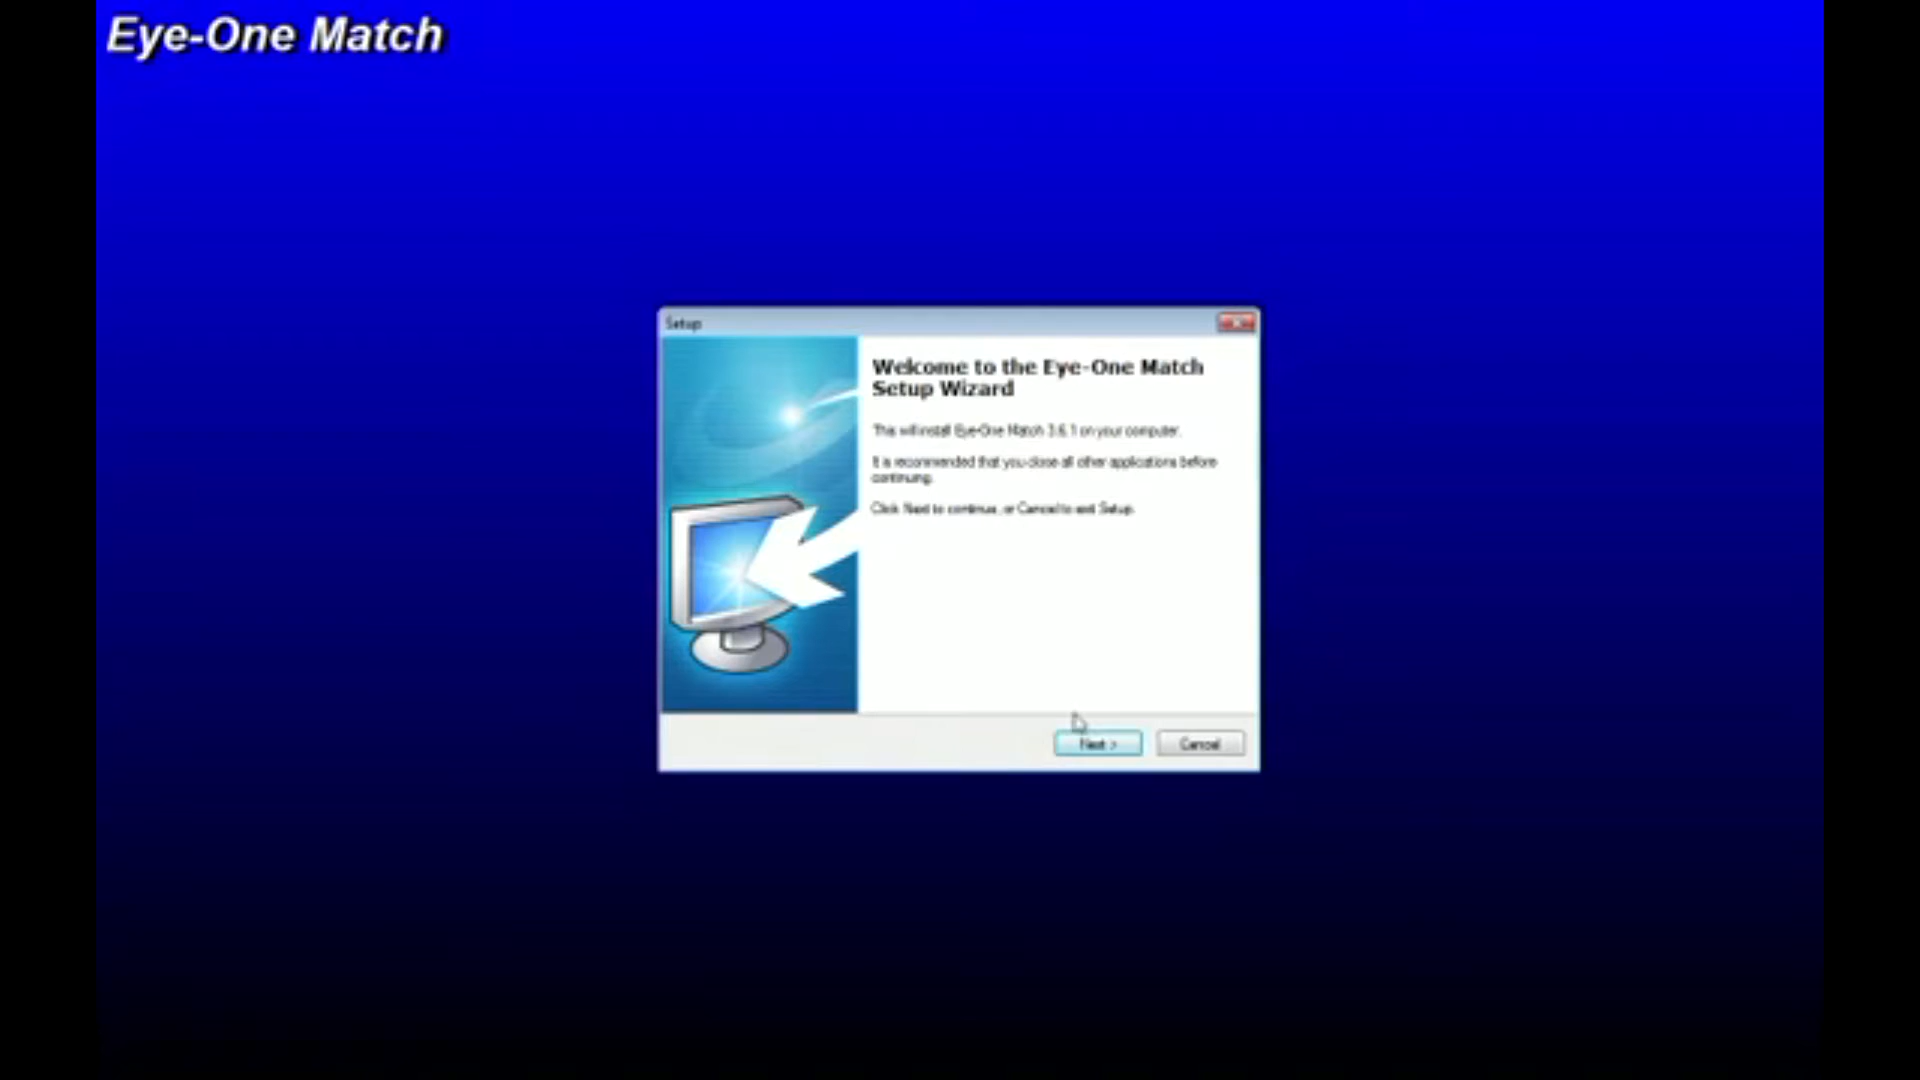 Eye-One Match
Setup
Welcome to the Eye-One Match
Setup Wizard
This will install Eye-One Match 3.6.1 on your computer.
It is recommended that you close all other applications before
continuing.
Click Next to continue, or Cancel to exit Setup.
Next >
Cancel